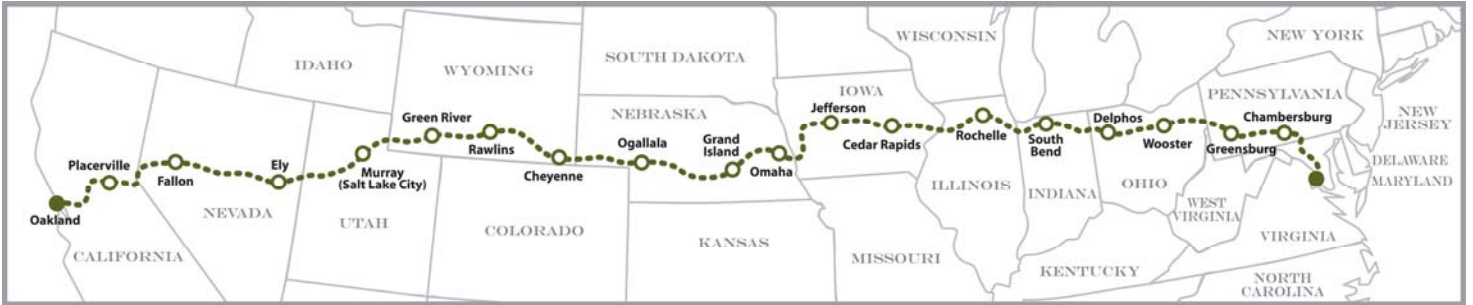 WISCONSIN
NEW YORK
IDAHO
WYOMING
SOUTH DAKOTA
IOWA
PENNSYLVANIA
NEBRASKA
NEW
JERSEY
Jefferson
Green River
Delphos
Chambersburg
Rawlins
Ogallala
Grand
Island
Cedar Rapids
Rochelle
South
Bend
Wooster
Greensburg
Placerville
Fallon
Ely
Murray
(Salt Lake City)
Cheyenne
Omaha
DELAWARE
MARYLAND
Oakland
NEVADA
UTAH
COLORADO
KANSAS
ILLINOIS
INDIANA
OHIO
WEST
VIRGINIA
VIRGINIA
CALIFORNIA
MISSOURI
KENTUCKY
NORTH
CAROLINA